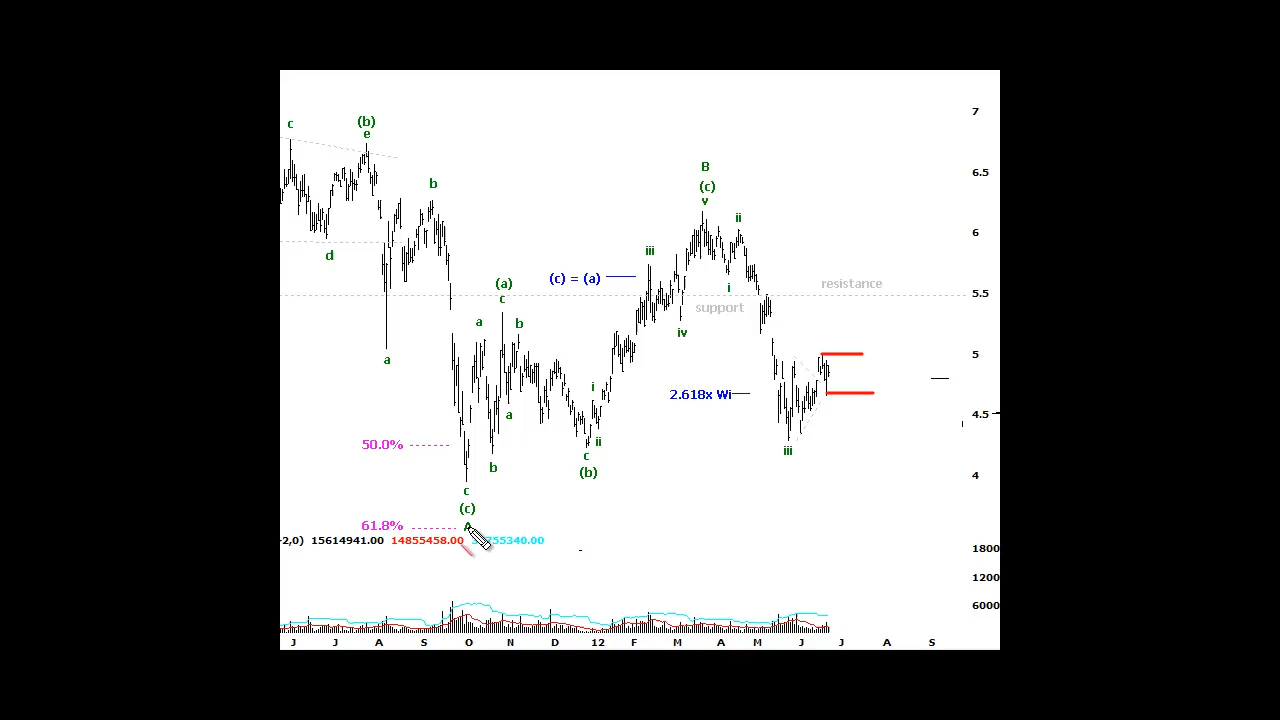 7
c
(b)
e
B
6.5
b
(c)
v
ii
6
d
iii
(a)
(c) = (a)
resistance
c
i
5.5
support
a
b
iv
a
5
i
2.618x Wi
a
4.5
50.0%
ii
iii
c
b
(b)
4
c
(c)
61.8%
A
-2,0) 15614941.00 14855458.00 755340.00
1800
1200
6000
J J A S O N D 12 F M A M J J A S